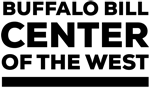 BUFFALO BILL
CENTER
OF THE WEST